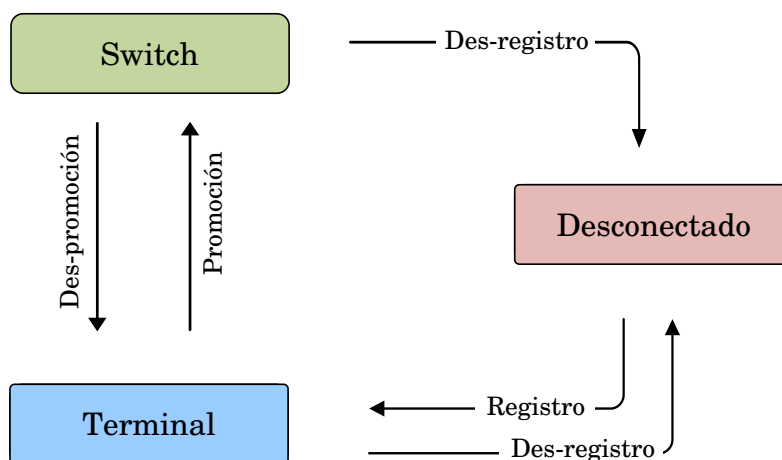 Switch
Des-registro
Des-promoción
Promoción
Desconectado
Terminal
Registro
Des-registro